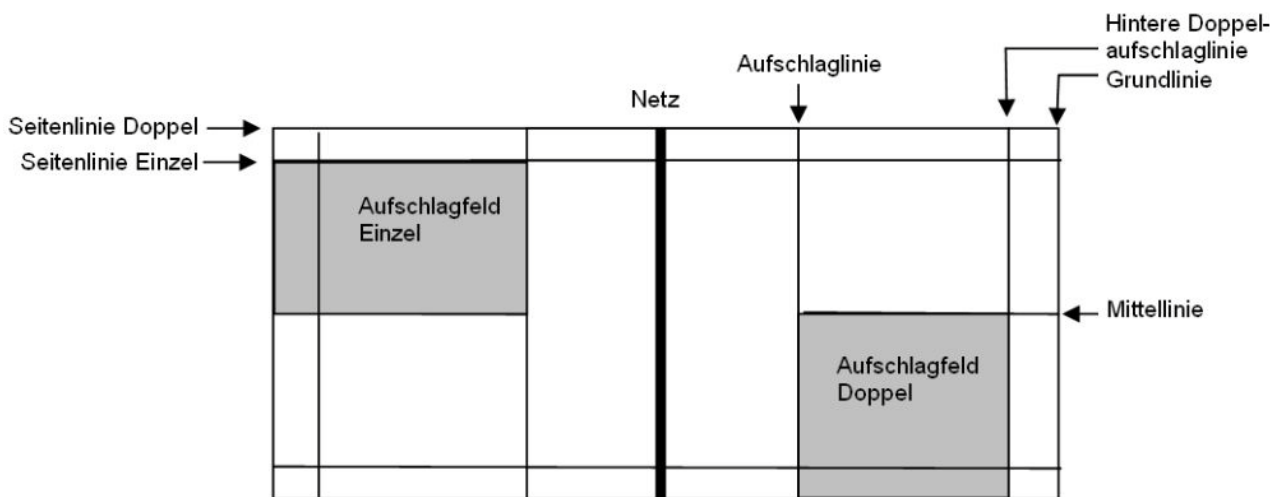 Hintere Doppel-
aufschlaglinie
Grundlinie
Aufschlaglinie
Netz
Seitenlinie Doppel
Seitenlinie Einzel
Aufschlagfeld
Einzel
Mittellinie
Aufschlagfeld
Doppel